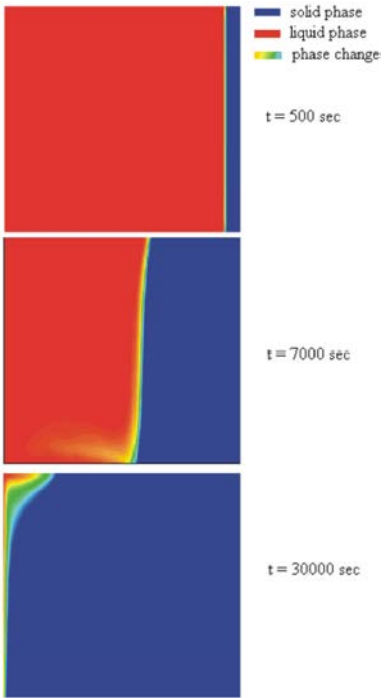 solid phase
liquid phase
phase change
t = 500 sec
t = 7000 sec
t = 30000 sec